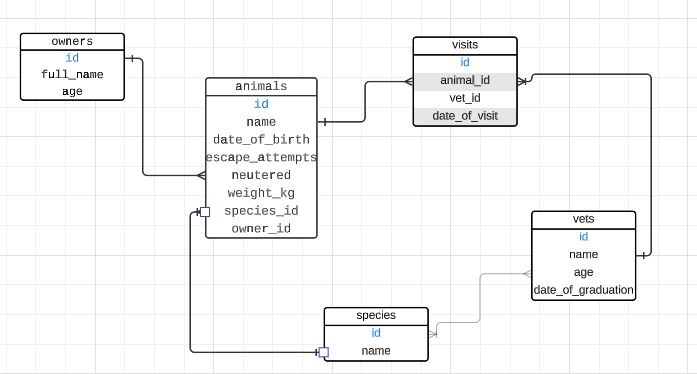 owners
id
full_name
age
animals
id
name
date_of_birth
escape_attempts
neutered
weight_kg
species_id
owner_id
visits
id
animal_id
vet_id
date_of_visit
vets
id
name
age
date_of_graduation
species
id
name